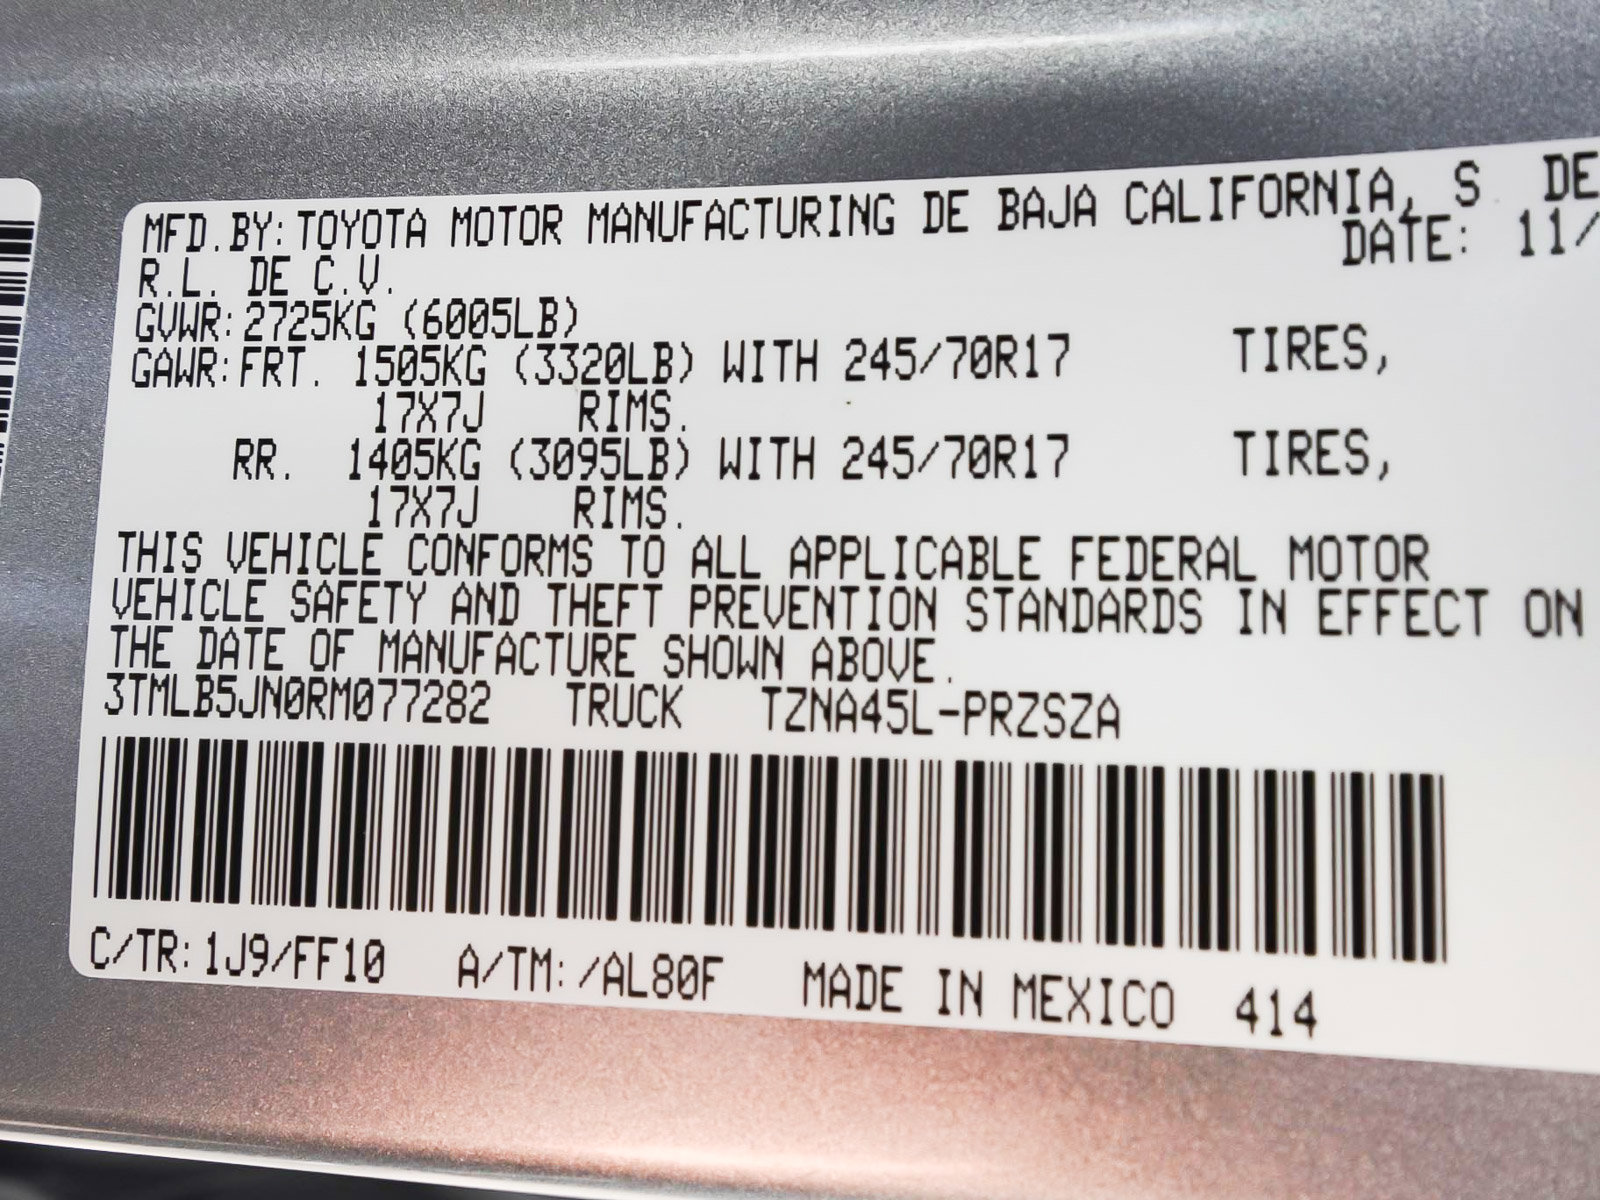 MFD.BY:TOYOTA MOTOR MANUFACTURING DE BAJA CALIFORNIA, S DE
R.L. DE C.V. DATE: 11/
GVWR:2725KG (6005LB)
GAWR:FRT. 1505KG (3320LB) WITH 245/70R17 TIRES,
17X7J RIMS.
RR. 1405KG (3095LB) WITH 245/70R17 TIRES,
17X7J RIMS.
THIS VEHICLE CONFORMS TO ALL APPLICABLE FEDERAL MOTOR
VEHICLE SAFETY AND THEFT PREVENTION STANDARDS IN EFFECT ON
THE DATE OF MANUFACTURE SHOWN ABOVE.
3TMLB5JN0RM077282 TRUCK TZNA45L-PRZSZA
C/TR:1J9/FF10 A/TM:/AL80F MADE IN MEXICO 414